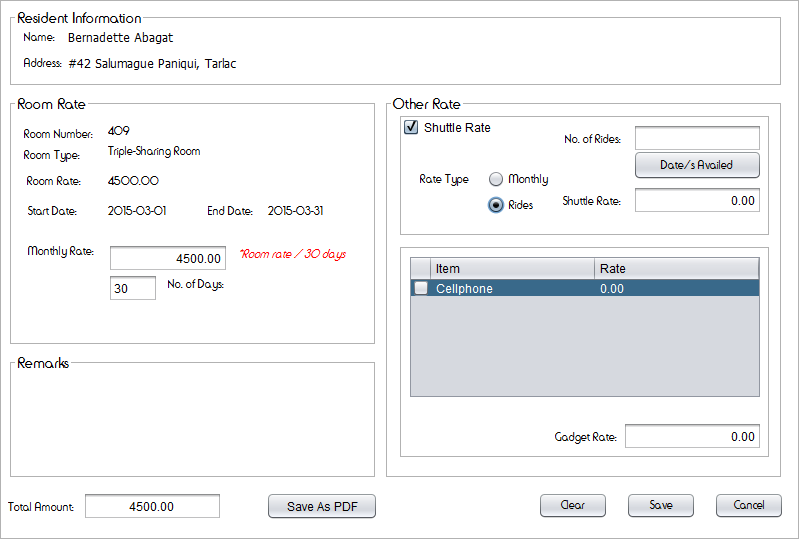 Resident Information
Name: Bernadette Abagat
Address: #42 Salumague Paniqui, Tarlac
Room Rate
Room Number: 409
Room Type: Triple-Sharing Room
Room Rate: 4500.00
Start Date: 2015-03-01 End Date: 2015-03-31
Monthly Rate: 4500.00 *Room rate / 30 days
30 No. of Days:
Remarks
Other Rate
Shuttle Rate
No. of Rides:
Date/s Availed
Rate Type Monthly
Rides Shuttle Rate: 0.00
Item Rate
Cellphone 0.00
Gadget Rate: 0.00
Total Amount: 4500.00 Save As PDF Clear Save Cancel